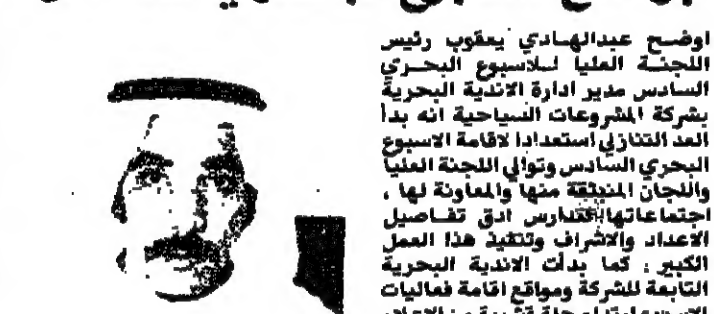 اوضح عبدالهادي يعقوب رئيس
اللجنة العليا للاسبوع البحري
السادس مدير ادارة الاندية البحرية
بشركة المشروعات السياحية انه بدأ
العد التنازلي استعدادا لاقامة الاسبوع
البحري السادس وتوالي اللجنة العليا
واللجان المنبثقة منها والمعاونة لها ،
اجتماعاتها لتدارس ادق تفاصيل
الاعداد والاشراف وتنفيذ هذا العمل
الكبير ، كما بدأت الاندية البحرية
التابعة للشركة ومواقع اقامة فعاليات